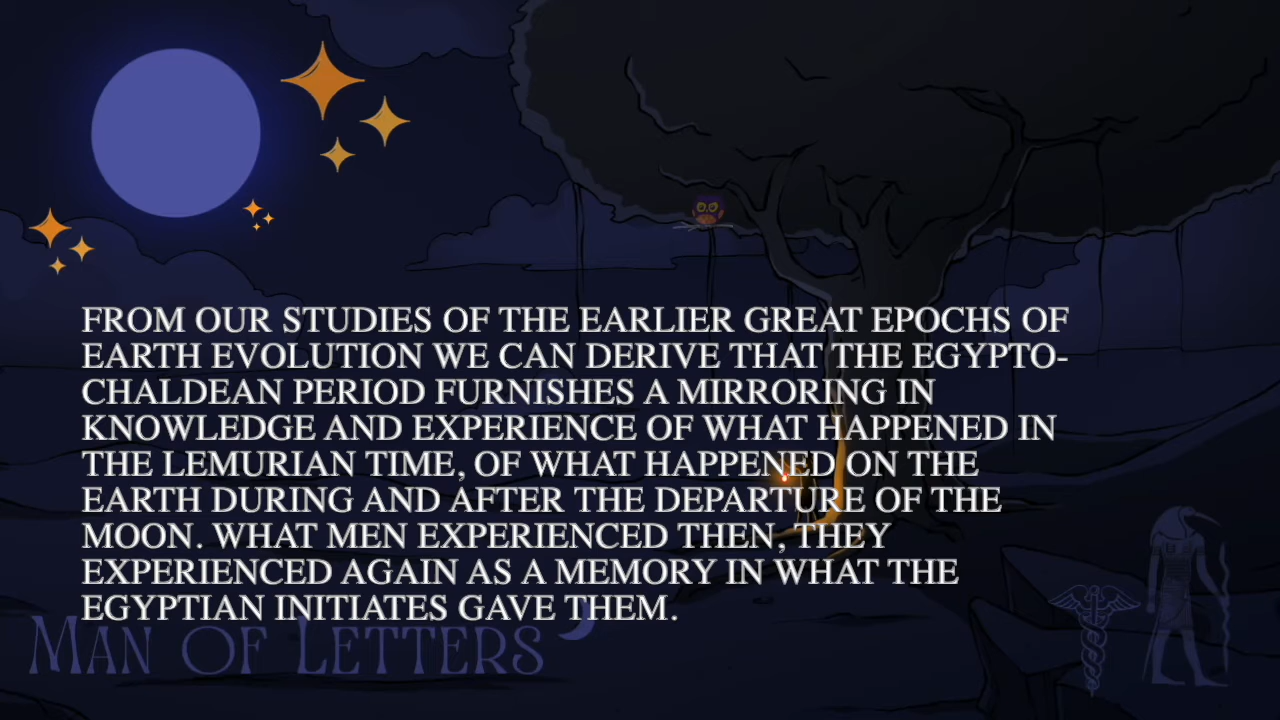 FROM OUR STUDIES OF THE EARLIER GREAT EPOCHS OF
EARTH EVOLUTION WE CAN DERIVE THAT THE EGYPTO-
CHALDEAN PERIOD FURNISHES A MIRRORING IN
KNOWLEDGE AND EXPERIENCE OF WHAT HAPPENED IN
THE LEMURIAN TIME, OF WHAT HAPPENED ON THE
EARTH DURING AND AFTER THE DEPARTURE OF THE
MOON. WHAT MEN EXPERIENCED THEN, THEY
EXPERIENCED AGAIN AS A MEMORY IN WHAT THE
EGYPTIAN INITIATES GAVE THEM.
MAN OF LETTERS